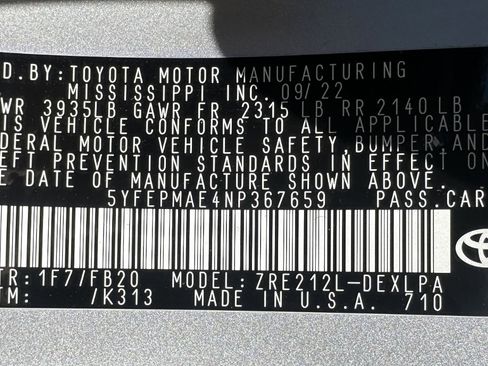 D.BY:TOYOTA MOTOR MANUFACTURING
MISSISSIPPI INC. 09/22
WR 3935LB GAWR FR 2315 LB RR 2140 LB
IS VEHICLE CONFORMS TO ALL APPLICABLE
DERAL MOTOR VEHICLE SAFETY, BUMPER AND
EFT PREVENTION STANDARDS IN EFFECT ON
E DATE OF MANUFACTURE SHOWN ABOVE.
5YFEPMAE4NP367659 PASS.CAR
TR: 1F7/FB20 MODEL: ZRE212L-DEXLPA
TM: /K313 MADE IN U.S.A. 710